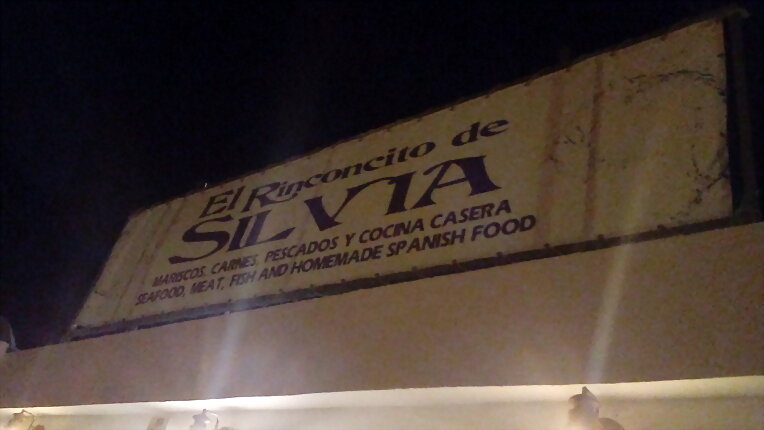 El Rinconcito de
SILVIA
MARISCOS, CARNES, PESCADOS Y COCINA CASERA
SEAFOOD, MEAT, FISH AND HOMEMADE SPANISH FOOD